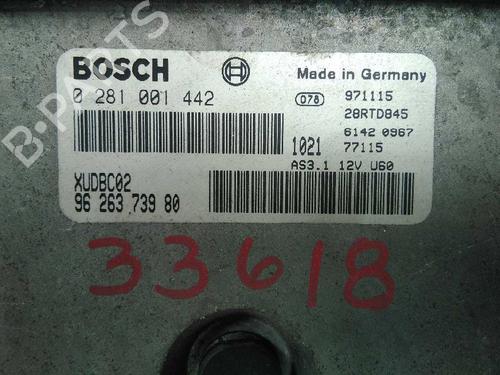 BOSCH
Made in Germany
0 281 001 442
078 971115
28RTD845
6142 0967
1021 77115
AS3.1 12V U60
XUDBC02
96 263 739 80
33618
B-PARTS